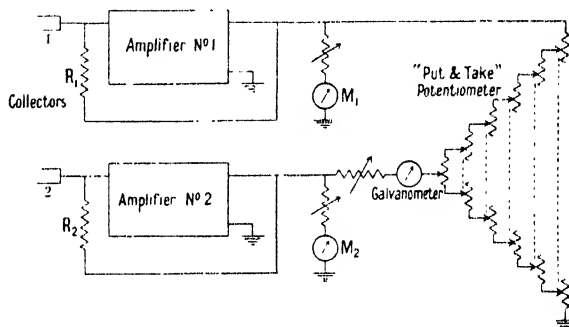 1
Amplifier Nº 1
R1
Collectors
M1
"Put & Take"
Potentiometer
2
Amplifier Nº 2
R2
Galvanometer
M2